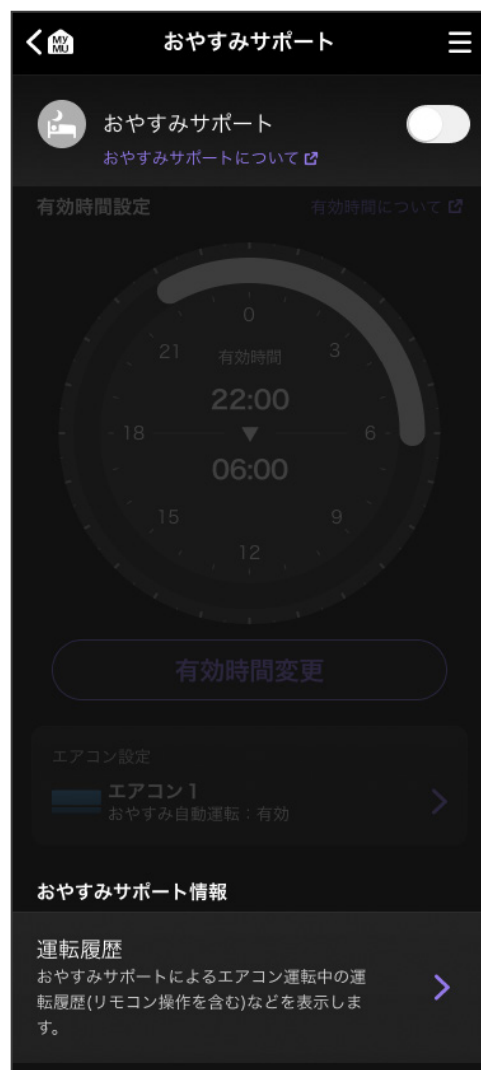 MY
MU
おやすみサポート
おやすみサポート
おやすみサポートについて
有効時間設定
有効時間について
0
21
有効時間
3
22:00
18
6
06:00
15
9
12
有効時間変更
エアコン設定
エアコン 1
おやすみ自動運転:有効
おやすみサポート情報
運転履歴
おやすみサポートによるエアコン運転中の運
転履歴(リモコン操作を含む)などを表示しま
す。